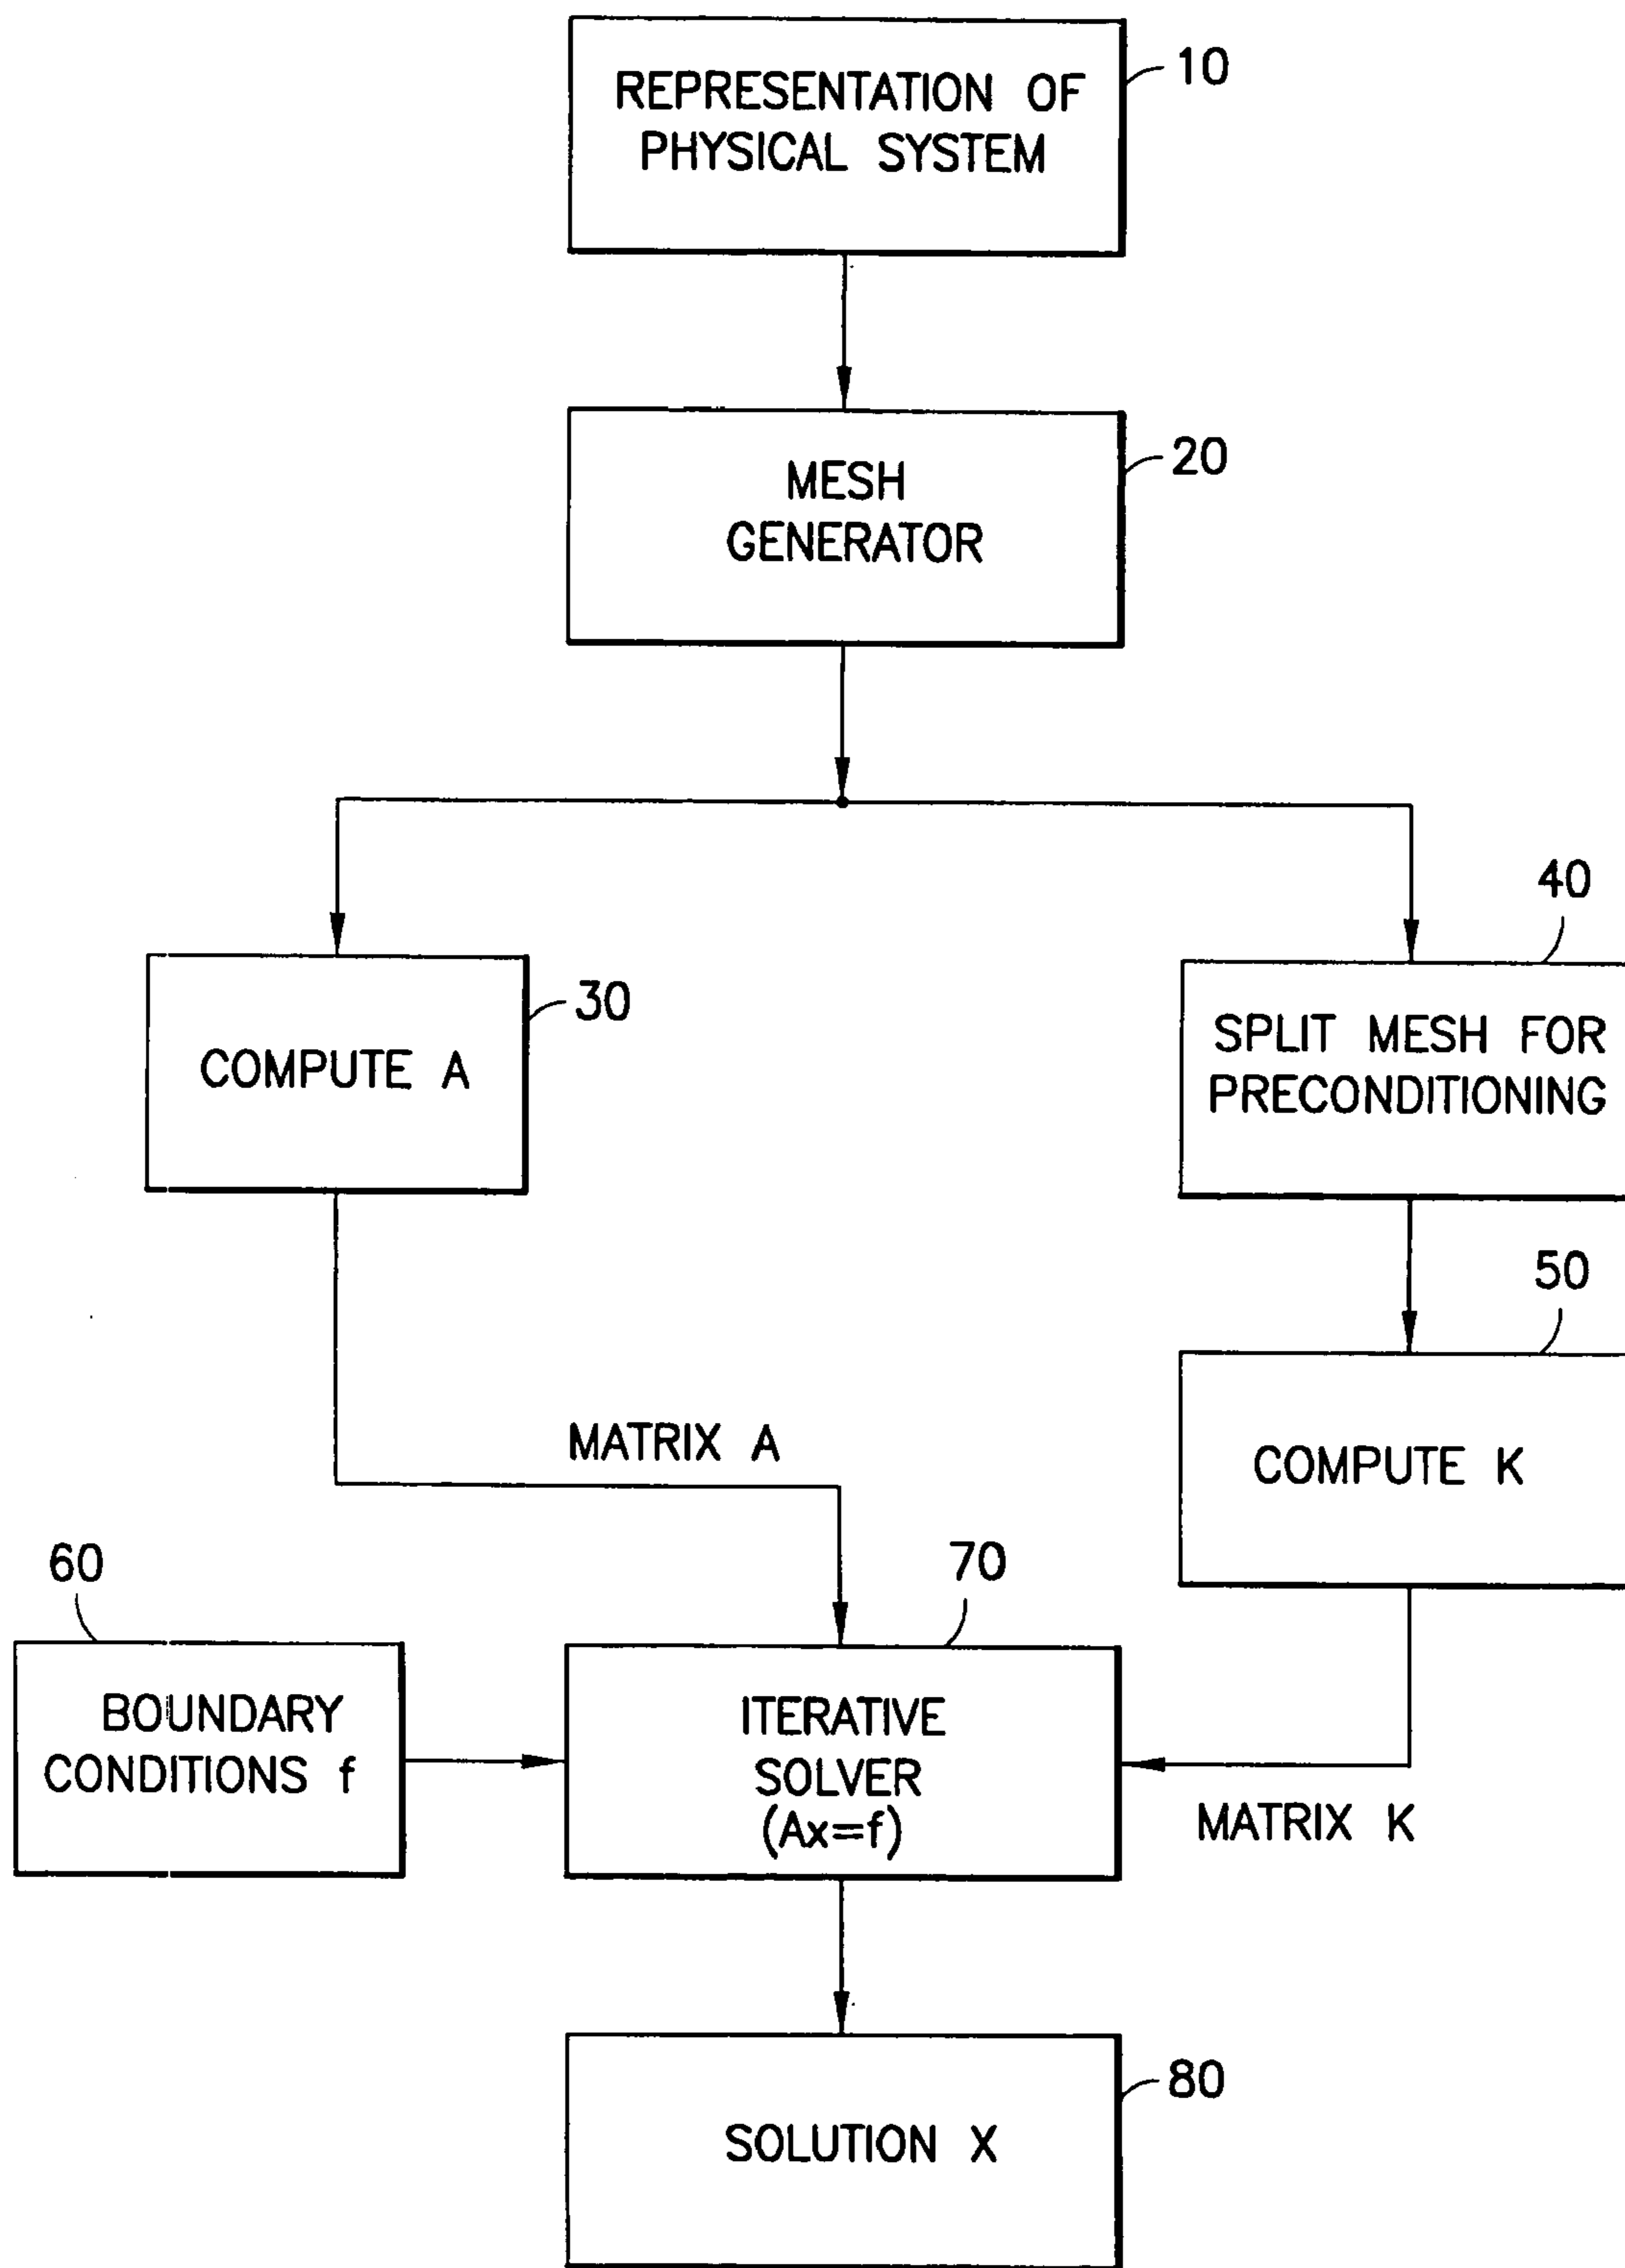 REPRESENTATION OF
PHYSICAL SYSTEM
10
MESH
GENERATOR
20
COMPUTE A
30
40
SPLIT MESH FOR
PRECONDITIONING
50
COMPUTE K
MATRIX A
60
BOUNDARY
CONDITIONS f
70
ITERATIVE
SOLVER
(Ax=f)
MATRIX K
SOLUTION X
80